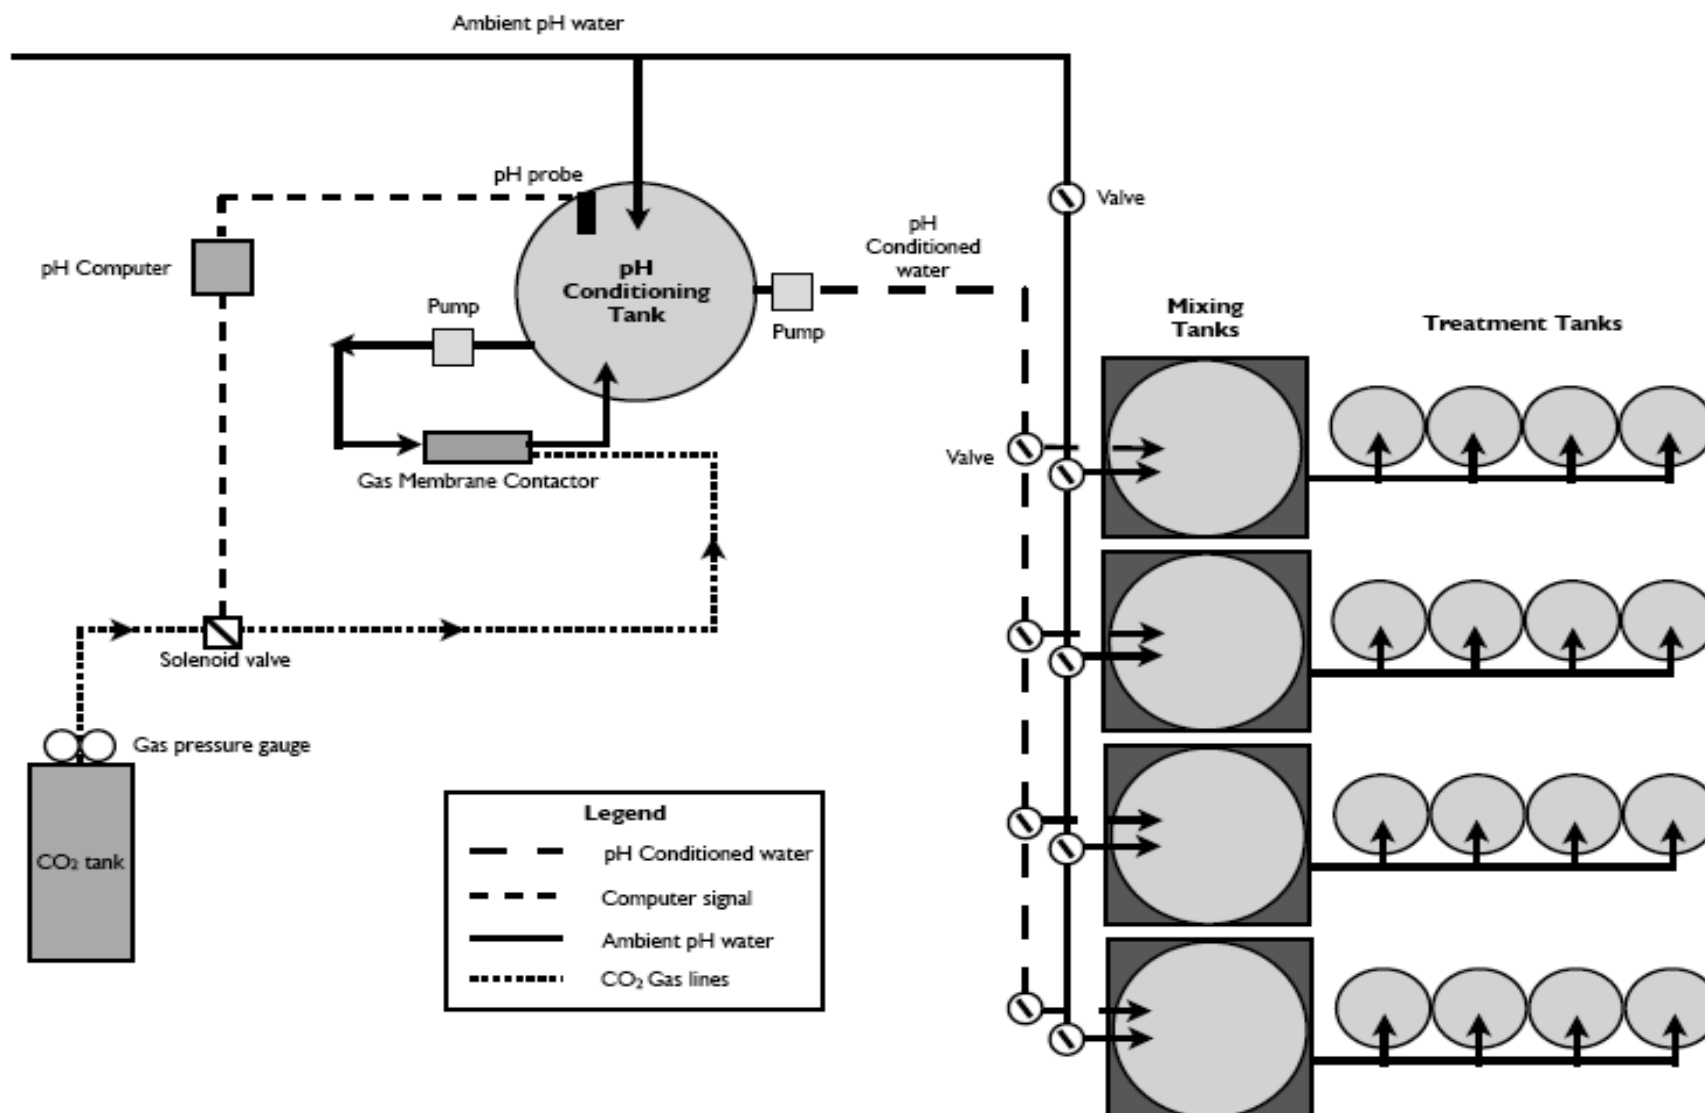 Ambient pH water
pH probe
Valve
pH
Conditioned
water
pH Computer
pH
Conditioning
Tank
Pump
Pump
Mixing
Tanks
Treatment Tanks
Valve
Gas Membrane Contactor
Solenoid valve
Gas pressure gauge
CO₂ tank
Legend
pH Conditioned water
Computer signal
Ambient pH water
CO₂ Gas lines